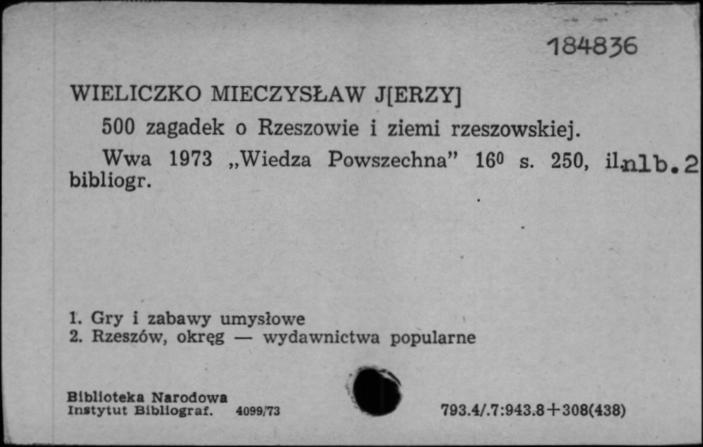 184836
WIELICZKO MIECZYSŁAW J[ERZY]
500 zagadek o Rzeszowie i ziemi rzeszowskiej.
Wwa 1973 „Wiedza Powszechna” 16⁰ s. 250, il. nlb. 2
bibliogr.
1. Gry i zabawy umysłowe
2. Rzeszów, okręg — wydawnictwa popularne
Biblioteka Narodowa
Instytut Bibliograf. 4099/73
793.4/.7:943.8+308(438)